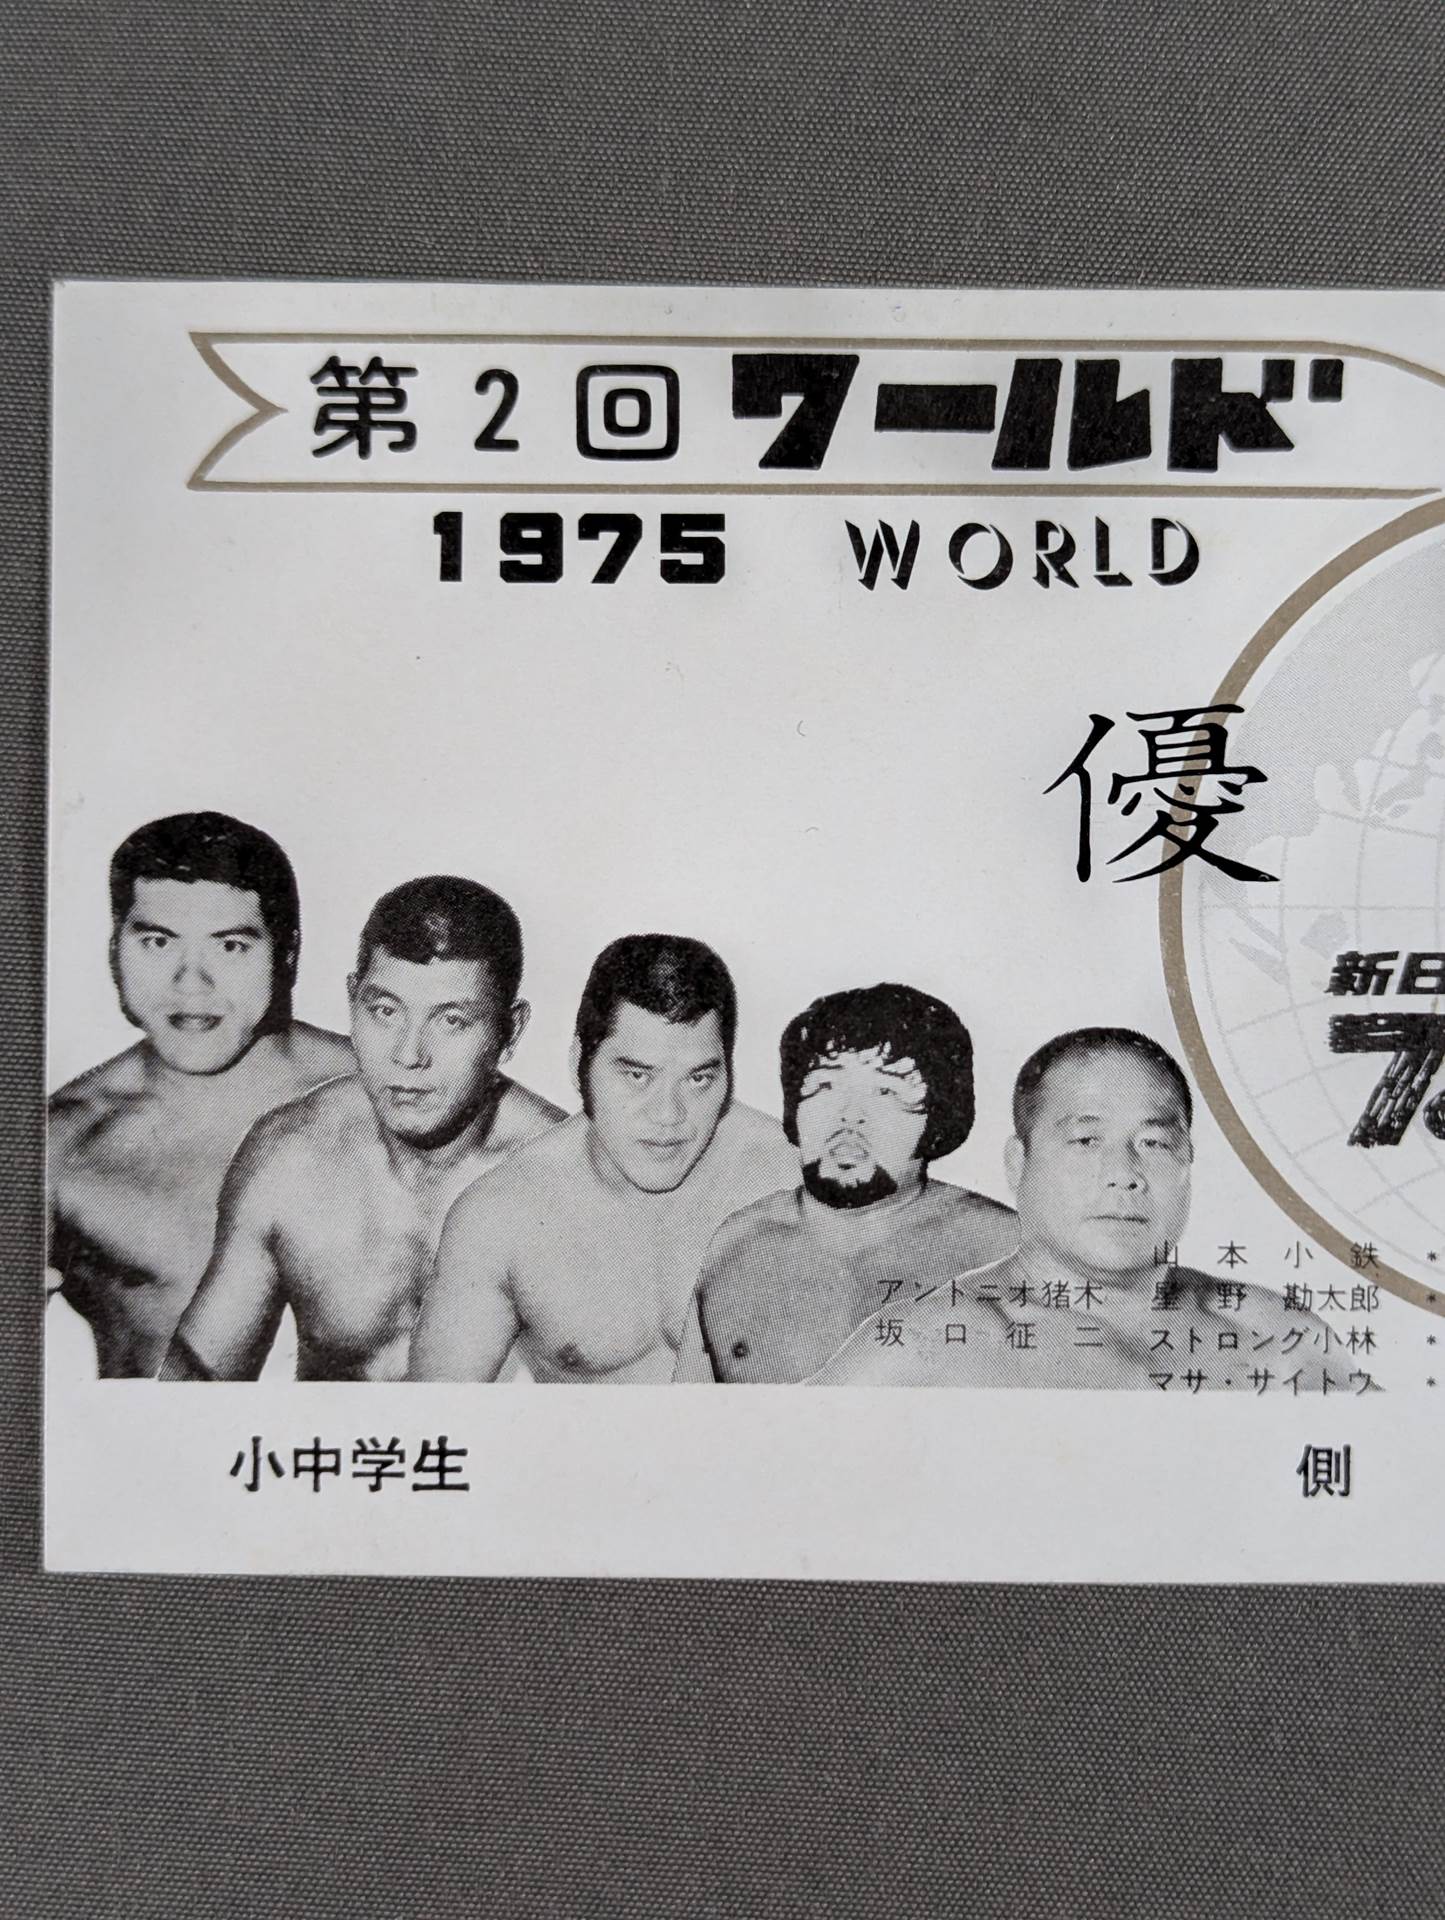 第2回ワールド
1975 WORLD
優
新日
山本小鉄 *
アントニオ猪木 星野勘太郎 *
坂口征二 ストロング小林 *
マサ・サイトウ *
小中学生 側